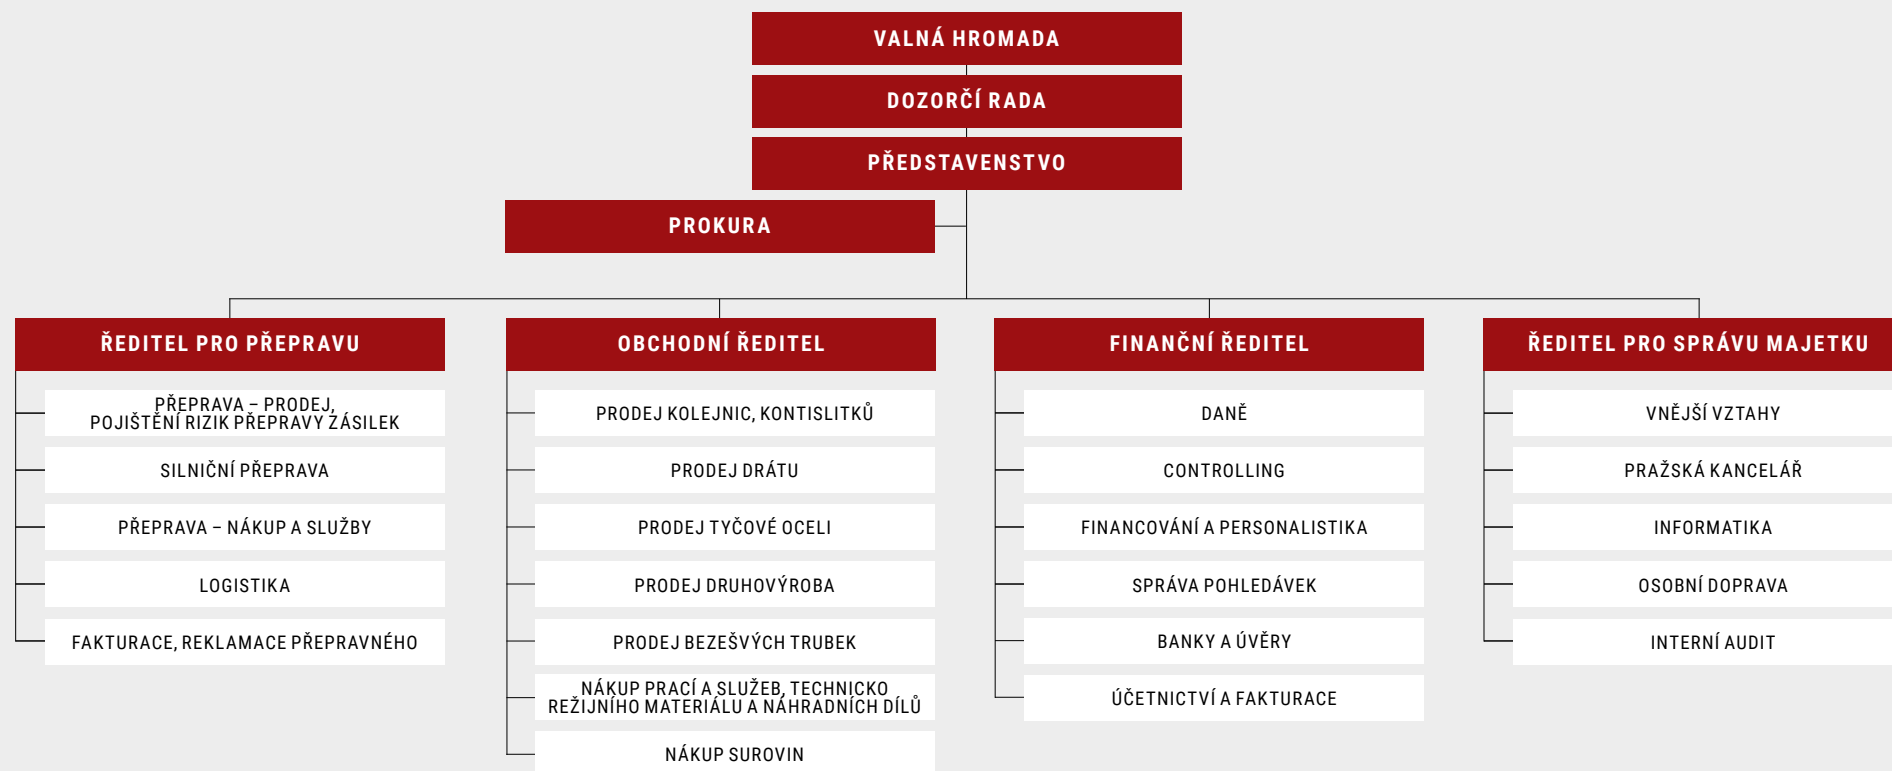 VALNÁ HROMADA
DOZORČÍ RADA
PŘEDSTAVENSTVO
PROKURA
ŘEDITEL PRO PŘEPRAVU
PŘEPRAVA – PRODEJ,
POJIŠTĚNÍ RIZIK PŘEPRAVY ZÁSILEK
SILNIČNÍ PŘEPRAVA
PŘEPRAVA – NÁKUP A SLUŽBY
LOGISTIKA
FAKTURACE, REKLAMACE PŘEPRAVNÉHO
OBCHODNÍ ŘEDITEL
PRODEJ KOLEJNIC, KONTISLITKŮ
PRODEJ DRÁTU
PRODEJ TYČOVÉ OCELI
PRODEJ DRUHOVÝROBA
PRODEJ BEZEŠVÝCH TRUBEK
NÁKUP PRACÍ A SLUŽEB, TECHNICKO
REŽIJNÍHO MATERIÁLU A NÁHRADNÍCH DÍLŮ
NÁKUP SUROVIN
FINANČNÍ ŘEDITEL
DANĚ
CONTROLLING
FINANCOVÁNÍ A PERSONALISTIKA
SPRÁVA POHLEDÁVEK
BANKY A ÚVĚRY
ÚČETNICTVÍ A FAKTURACE
ŘEDITEL PRO SPRÁVU MAJETKU
VNĚJŠÍ VZTAHY
PRAŽSKÁ KANCELÁŘ
INFORMATIKA
OSOBNÍ DOPRAVA
INTERNÍ AUDIT